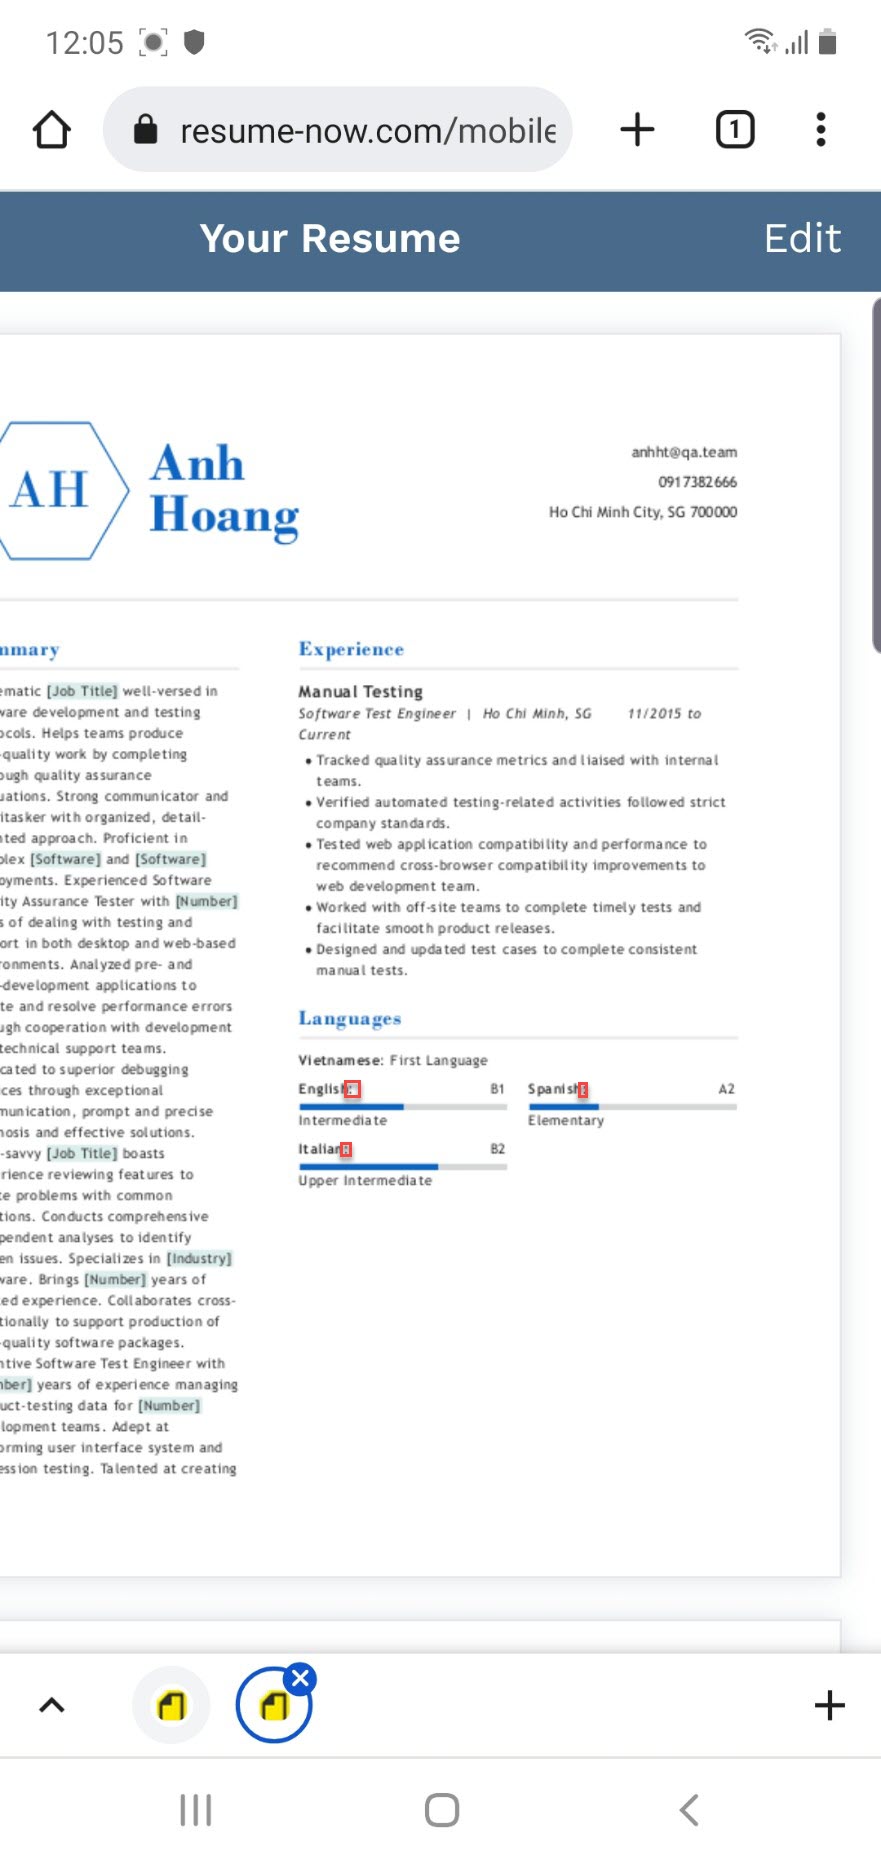 12:05
resume-now.com/mobile
1
Your Resume
Edit
AH
Anh
Hoang
anhht@qa.team
0917382666
Ho Chi Minh City, SG 700000
mmary
ematic [Job Title] well-versed in
ware development and testing
ocols. Helps teams produce
-quality work by completing
ough quality assurance
uations. Strong communicator and
itasker with organized, detail-
nted approach. Proficient in
plex [Software] and [Software]
oyments. Experienced Software
ity Assurance Tester with [Number]
s of dealing with testing and
ort in both desktop and web-based
ronments. Analyzed pre- and
-development applications to
te and resolve performance errors
ugh cooperation with development
technical support teams.
cated to superior debugging
ices through exceptional
munication, prompt and precise
nosis and effective solutions.
-savvy [Job Title] boasts
rience reviewing features to
te problems with common
tions. Conducts comprehensive
pendent analyses to identify
en issues. Specializes in [Industry]
ware. Brings [Number] years of
ted experience. Collaborates cross-
tionally to support production of
-quality software packages.
ntive Software Test Engineer with
mber] years of experience managing
uct-testing data for [Number]
lopment teams. Adept at
orming user interface system and
ession testing. Talented at creating
Experience
Manual Testing
Software Test Engineer | Ho Chi Minh, SG 11/2015 to
Current
• Tracked quality assurance metrics and liaised with internal
teams.
• Verified automated testing-related activities followed strict
company standards.
• Tested web application compatibility and performance to
recommend cross-browser compatibility improvements to
web development team.
• Worked with off-site teams to complete timely tests and
facilitate smooth product releases.
• Designed and updated test cases to complete consistent
manual tests.
Languages
Vietnamese: First Language
English: B1
Intermediate
Spanish: A2
Elementary
Italian: B2
Upper Intermediate